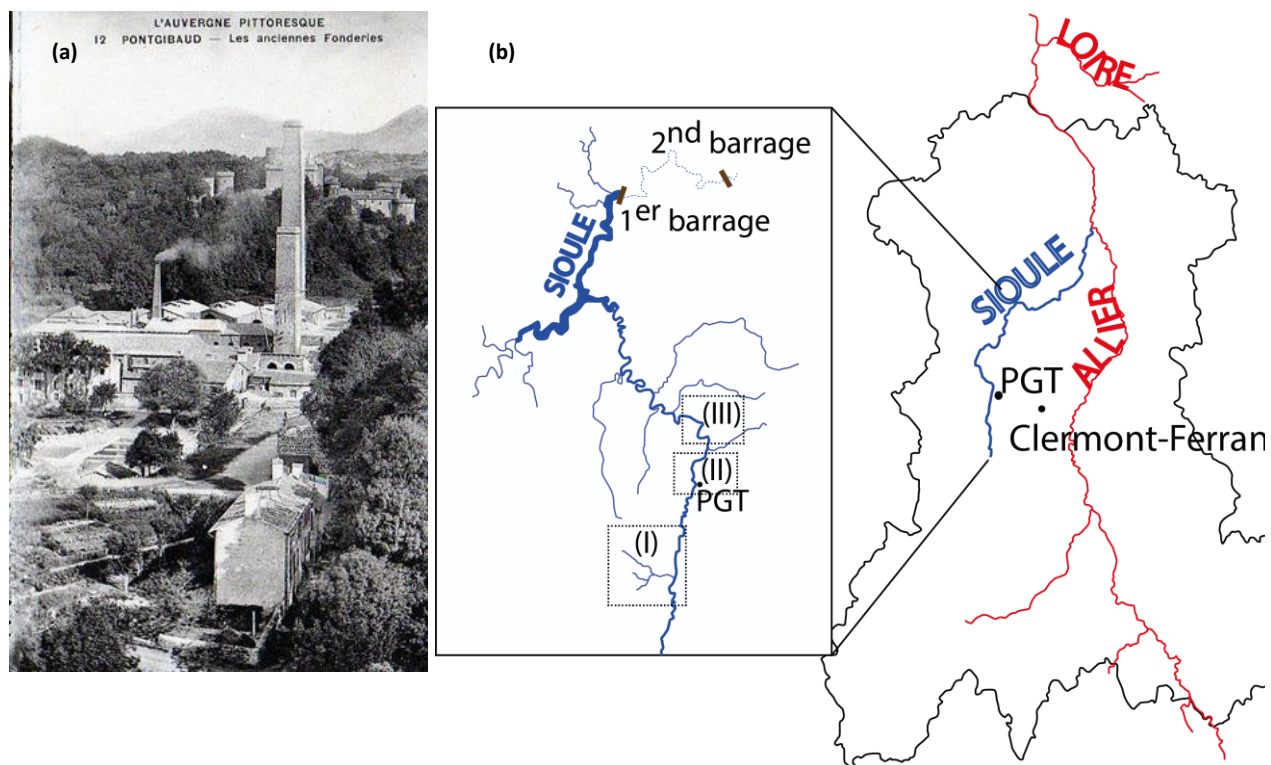 L'AUVERGNE PITTORESQUE
12 PONTGIBAUD — Les anciennes Fonderies
(a)
(b)
2nd barrage
1er barrage
SIOULE
(III)
(II)
PGT
(I)
LOIRE
SIOULE
ALLIER
PGT
Clermont-Ferran